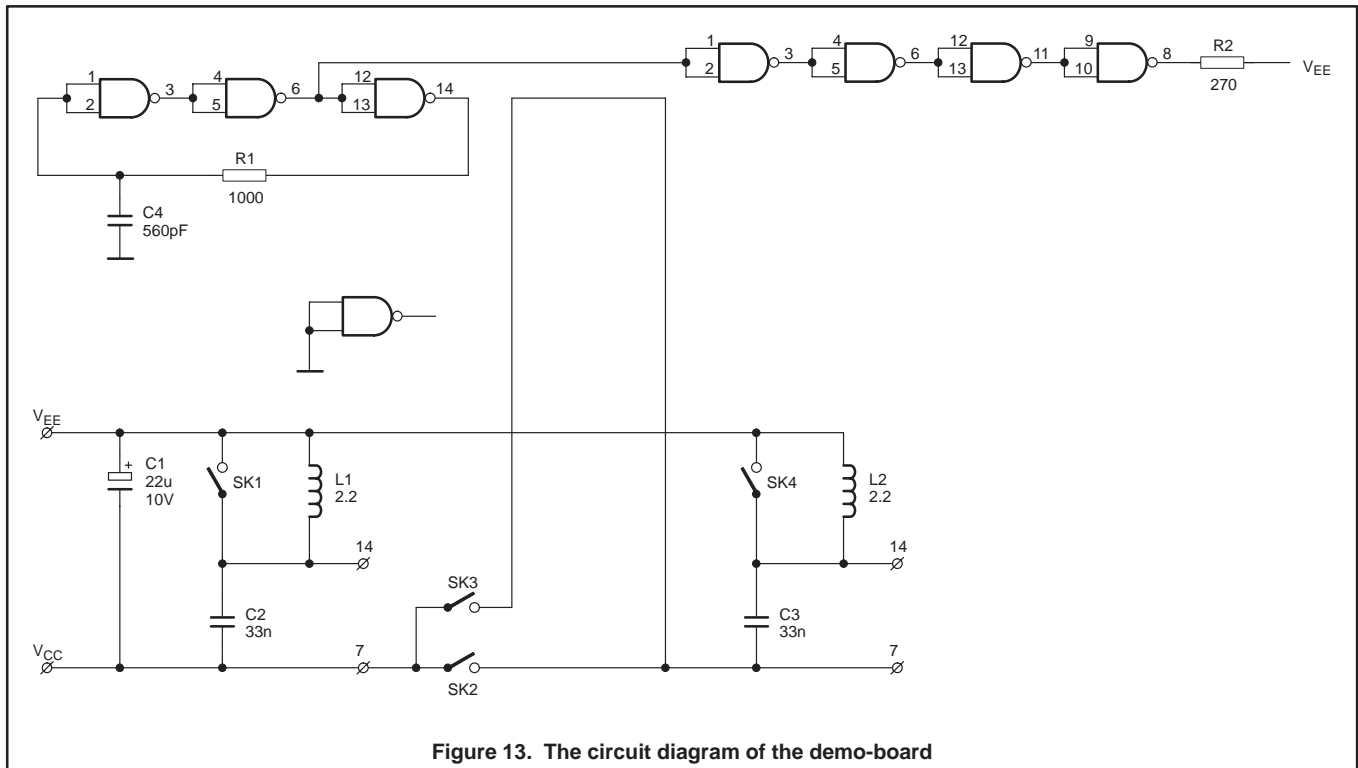 1
2
3
4
5
6
12
13
11
9
10
8
R2
270
VEE
1
2
3
4
5
6
12
13
14
R1
1000
C4
560pF
VEE
+
C1
22u
10V
SK1
L1
2.2
14
C2
33n
VCC
7
SK3
SK2
SK4
L2
2.2
14
C3
33n
7
Figure 13. The circuit diagram of the demo-board